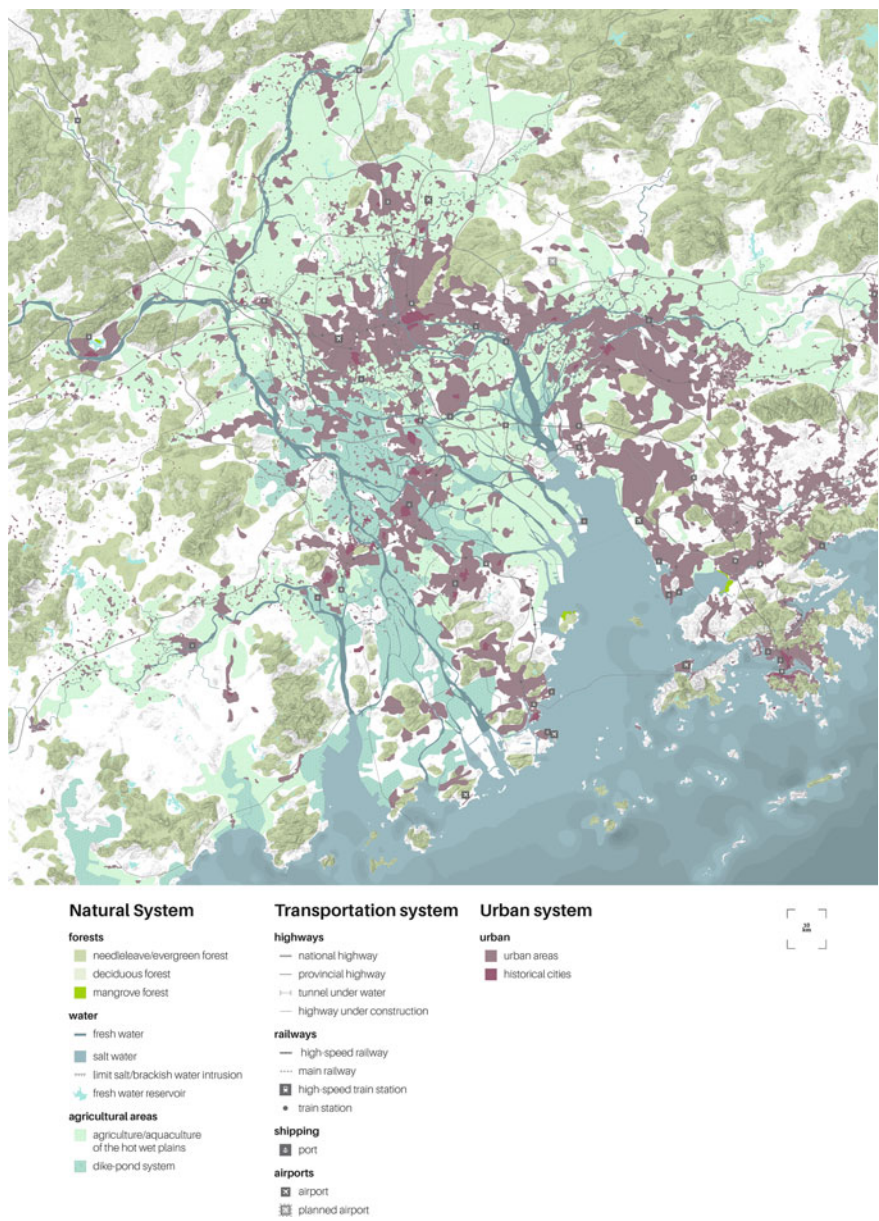 Natural System
forests
needleleave/evergreen forest
deciduous forest
mangrove forest
water
fresh water
salt water
limit salt/brackish water intrusion
fresh water reservoir
agricultural areas
agriculture/aquaculture
of the hot wet plains
dike-pond system
Transportation system
highways
national highway
provincial highway
tunnel under water
highway under construction
railways
high-speed railway
main railway
high-speed train station
train station
shipping
port
airports
airport
planned airport
Urban system
urban
urban areas
historical cities
10
km